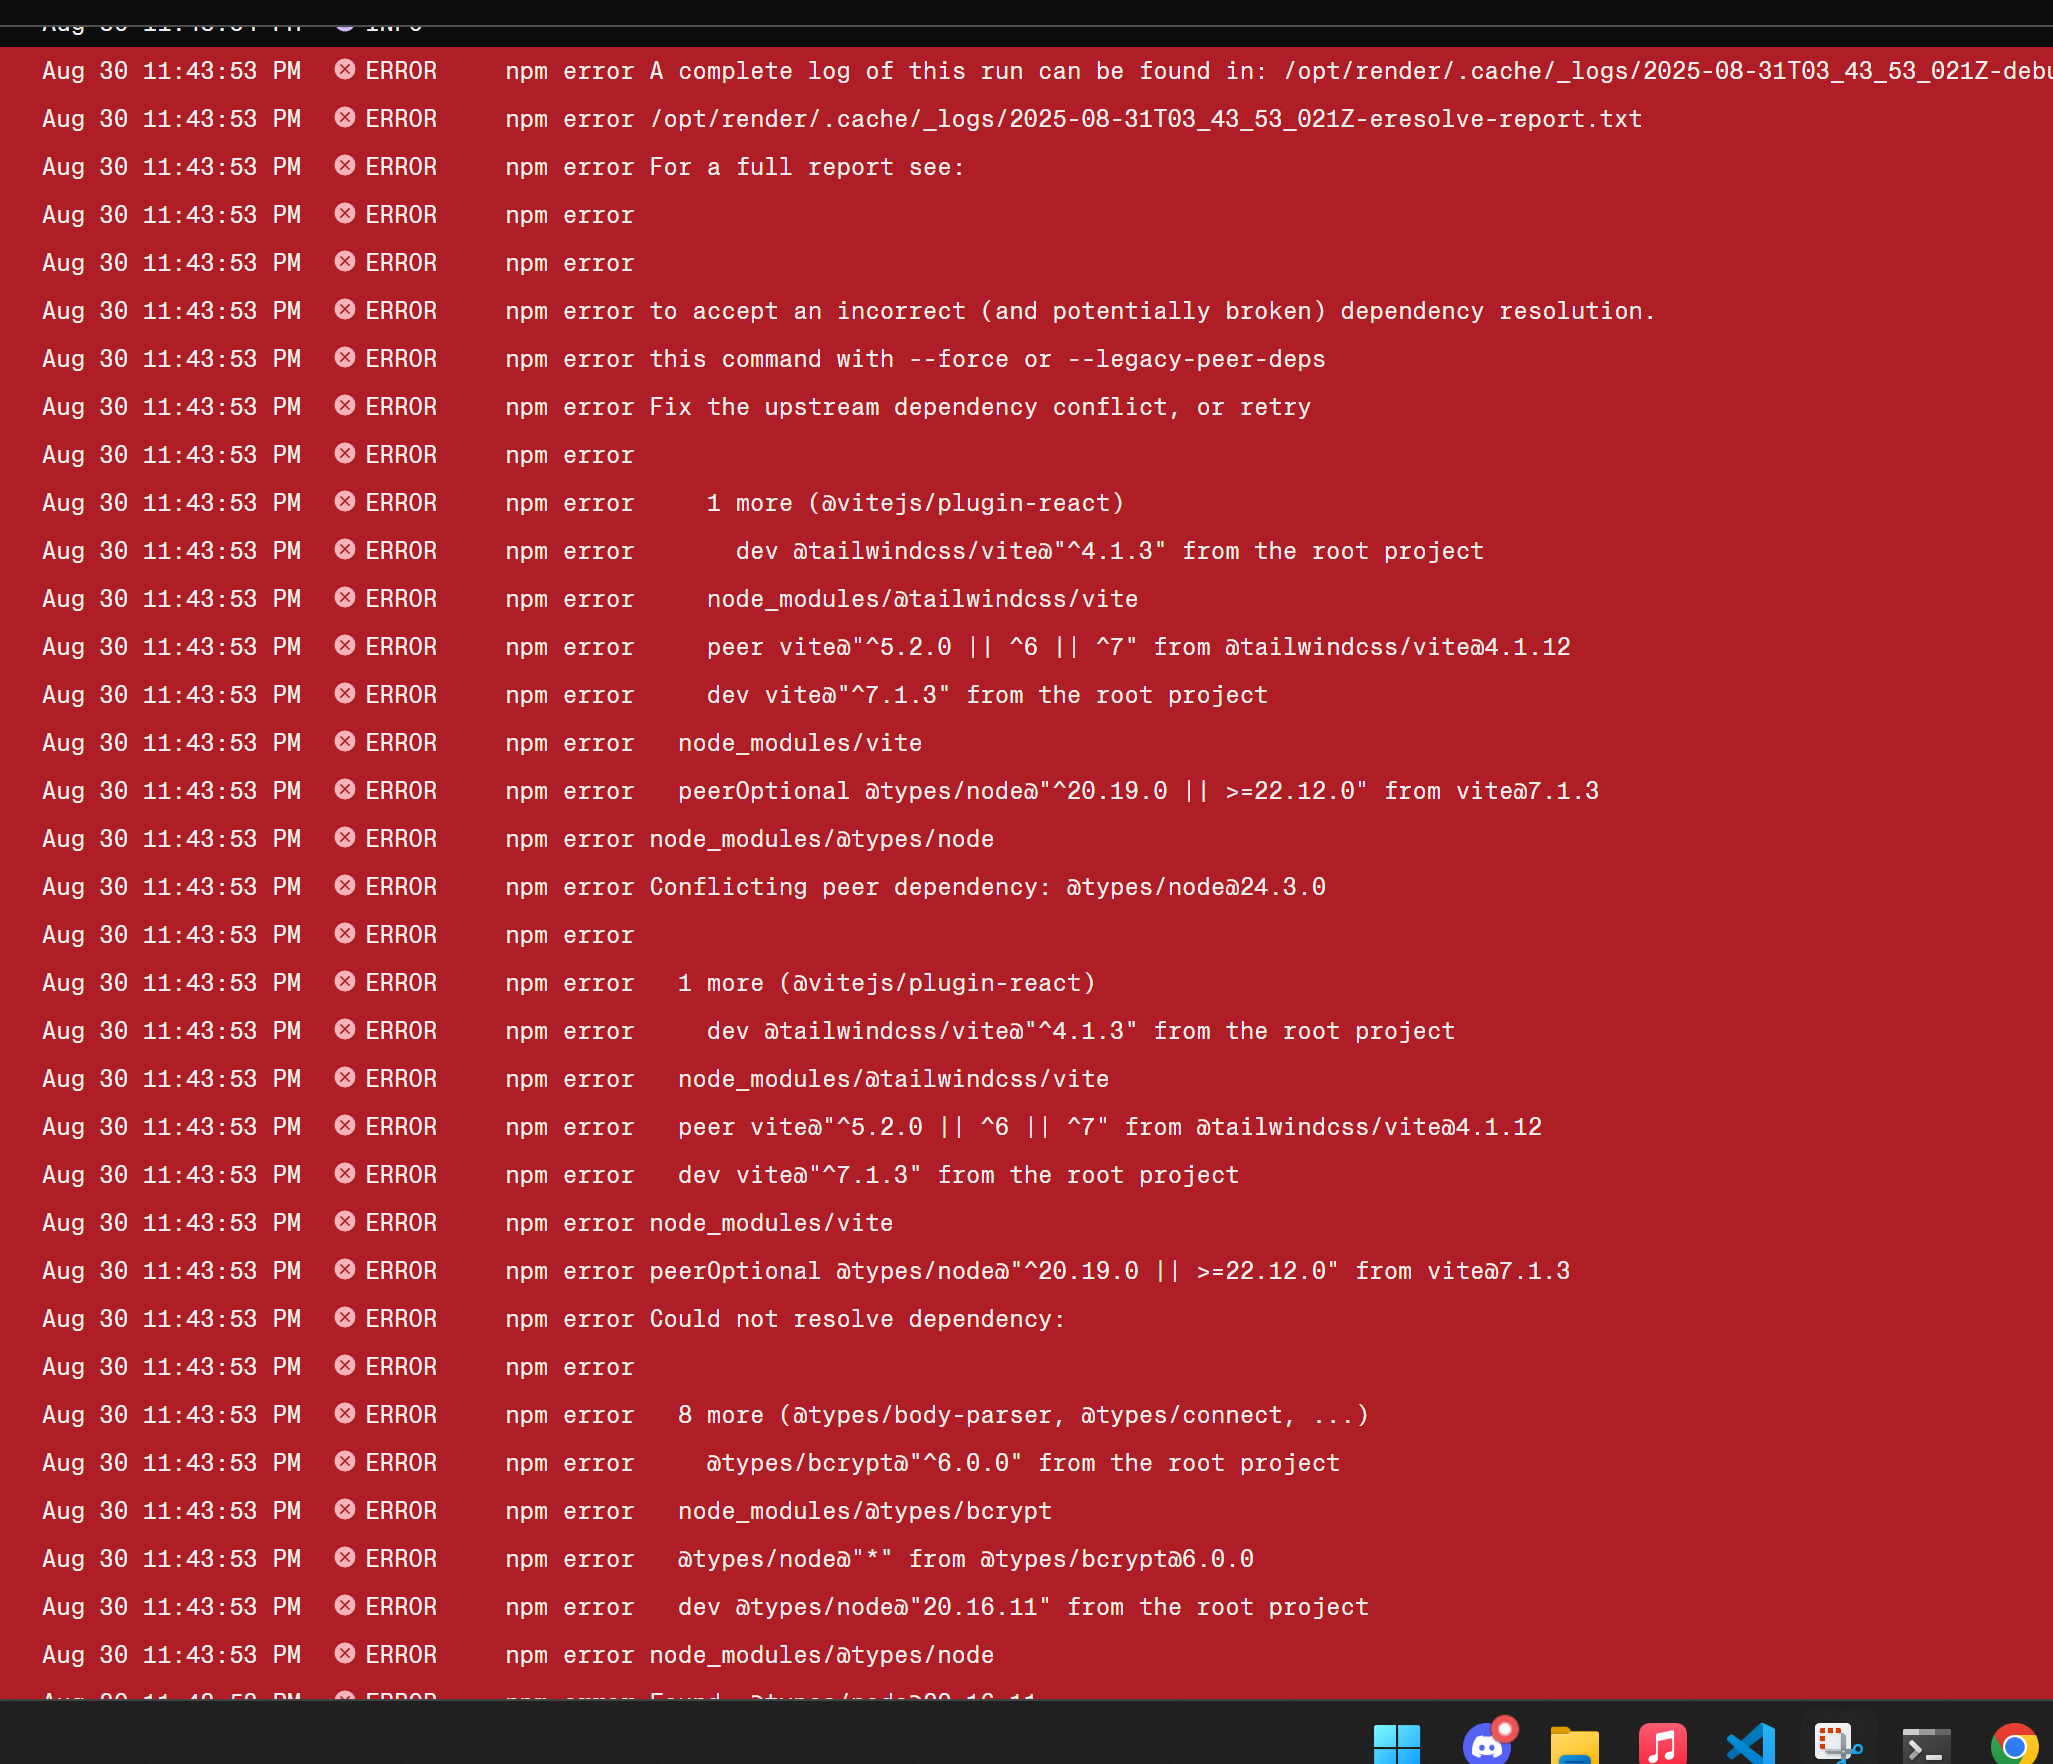 Aug 30 11:43:54 PM INFO
Aug 30 11:43:53 PM ERROR npm error A complete log of this run can be found in: /opt/render/.cache/_logs/2025-08-31T03_43_53_021Z-debu
Aug 30 11:43:53 PM ERROR npm error /opt/render/.cache/_logs/2025-08-31T03_43_53_021Z-eresolve-report.txt
Aug 30 11:43:53 PM ERROR npm error For a full report see:
Aug 30 11:43:53 PM ERROR npm error
Aug 30 11:43:53 PM ERROR npm error
Aug 30 11:43:53 PM ERROR npm error to accept an incorrect (and potentially broken) dependency resolution.
Aug 30 11:43:53 PM ERROR npm error this command with --force or --legacy-peer-deps
Aug 30 11:43:53 PM ERROR npm error Fix the upstream dependency conflict, or retry
Aug 30 11:43:53 PM ERROR npm error
Aug 30 11:43:53 PM ERROR npm error 1 more (@vitejs/plugin-react)
Aug 30 11:43:53 PM ERROR npm error dev @tailwindcss/vite@"^4.1.3" from the root project
Aug 30 11:43:53 PM ERROR npm error node_modules/@tailwindcss/vite
Aug 30 11:43:53 PM ERROR npm error peer vite@"^5.2.0 || ^6 || ^7" from @tailwindcss/vite@4.1.12
Aug 30 11:43:53 PM ERROR npm error dev vite@"^7.1.3" from the root project
Aug 30 11:43:53 PM ERROR npm error node_modules/vite
Aug 30 11:43:53 PM ERROR npm error peerOptional @types/node@"^20.19.0 || >=22.12.0" from vite@7.1.3
Aug 30 11:43:53 PM ERROR npm error node_modules/@types/node
Aug 30 11:43:53 PM ERROR npm error Conflicting peer dependency: @types/node@24.3.0
Aug 30 11:43:53 PM ERROR npm error
Aug 30 11:43:53 PM ERROR npm error 1 more (@vitejs/plugin-react)
Aug 30 11:43:53 PM ERROR npm error dev @tailwindcss/vite@"^4.1.3" from the root project
Aug 30 11:43:53 PM ERROR npm error node_modules/@tailwindcss/vite
Aug 30 11:43:53 PM ERROR npm error peer vite@"^5.2.0 || ^6 || ^7" from @tailwindcss/vite@4.1.12
Aug 30 11:43:53 PM ERROR npm error dev vite@"^7.1.3" from the root project
Aug 30 11:43:53 PM ERROR npm error node_modules/vite
Aug 30 11:43:53 PM ERROR npm error peerOptional @types/node@"^20.19.0 || >=22.12.0" from vite@7.1.3
Aug 30 11:43:53 PM ERROR npm error Could not resolve dependency:
Aug 30 11:43:53 PM ERROR npm error
Aug 30 11:43:53 PM ERROR npm error 8 more (@types/body-parser, @types/connect, ...)
Aug 30 11:43:53 PM ERROR npm error @types/bcrypt@"^6.0.0" from the root project
Aug 30 11:43:53 PM ERROR npm error node_modules/@types/bcrypt
Aug 30 11:43:53 PM ERROR npm error @types/node@"*" from @types/bcrypt@6.0.0
Aug 30 11:43:53 PM ERROR npm error dev @types/node@"20.16.11" from the root project
Aug 30 11:43:53 PM ERROR npm error node_modules/@types/node
Aug 30 11:43:53 PM ERROR npm error Found: @types/node@20.16.11